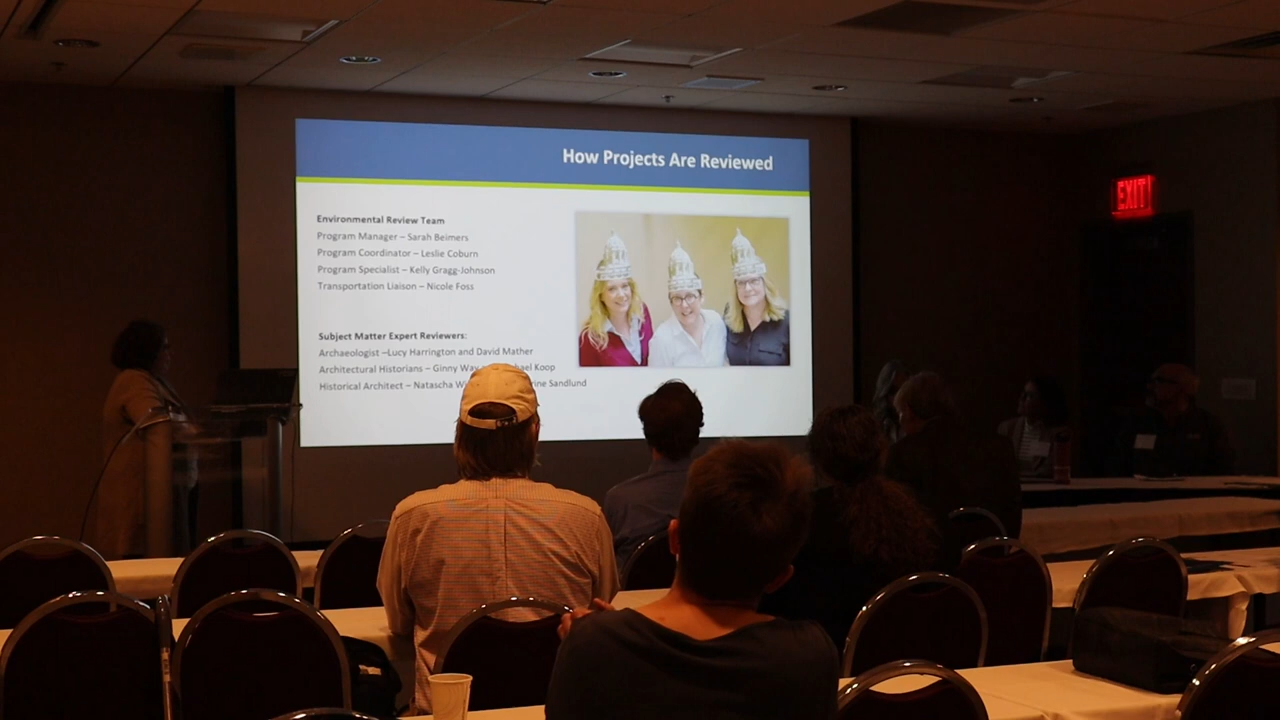 How Projects Are Reviewed
Environmental Review Team
Program Manager – Sarah Beimers
Program Coordinator – Leslie Coburn
Program Specialist – Kelly Gragg-Johnson
Transportation Liaison – Nicole Foss
Subject Matter Expert Reviewers:
Archaeologist –Lucy Harrington and David Mather
Architectural Historians – Ginny Koop
Historical Architect – Natascha Sandlund
EXIT